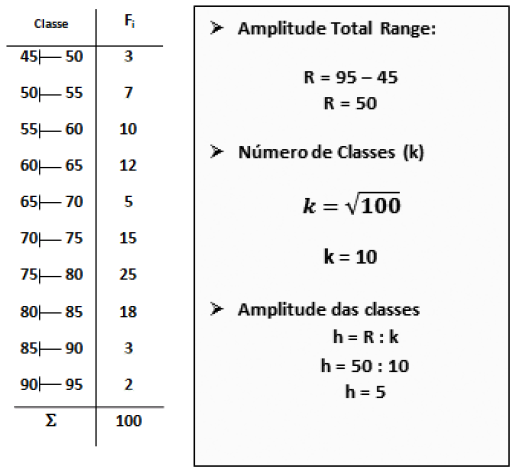 Classe Fi
45|— 50 3
50|— 55 7
55|— 60 10
60|— 65 12
65|— 70 5
70|— 75 15
75|— 80 25
80|— 85 18
85|— 90 3
90|— 95 2
Σ 100
➢ Amplitude Total Range:
R = 95 – 45
R = 50
➢ Número de Classes (k)
k = √100
k = 10
➢ Amplitude das classes
h = R : k
h = 50 : 10
h = 5